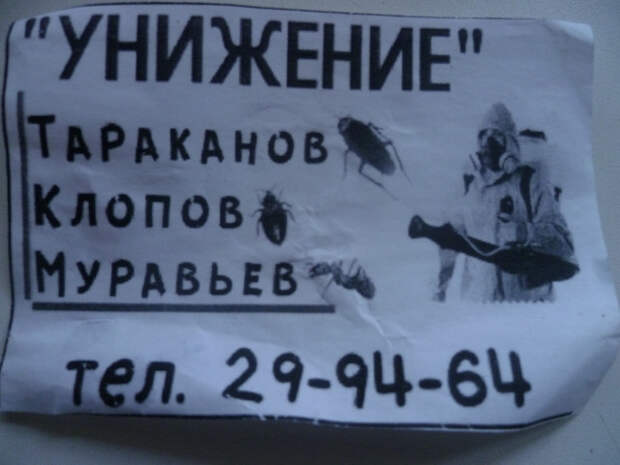 "УНИЖЕНИЕ"
ТАРАКАНОВ
КЛОПОВ
МУРАВЬЕВ
тел. 29-94-64